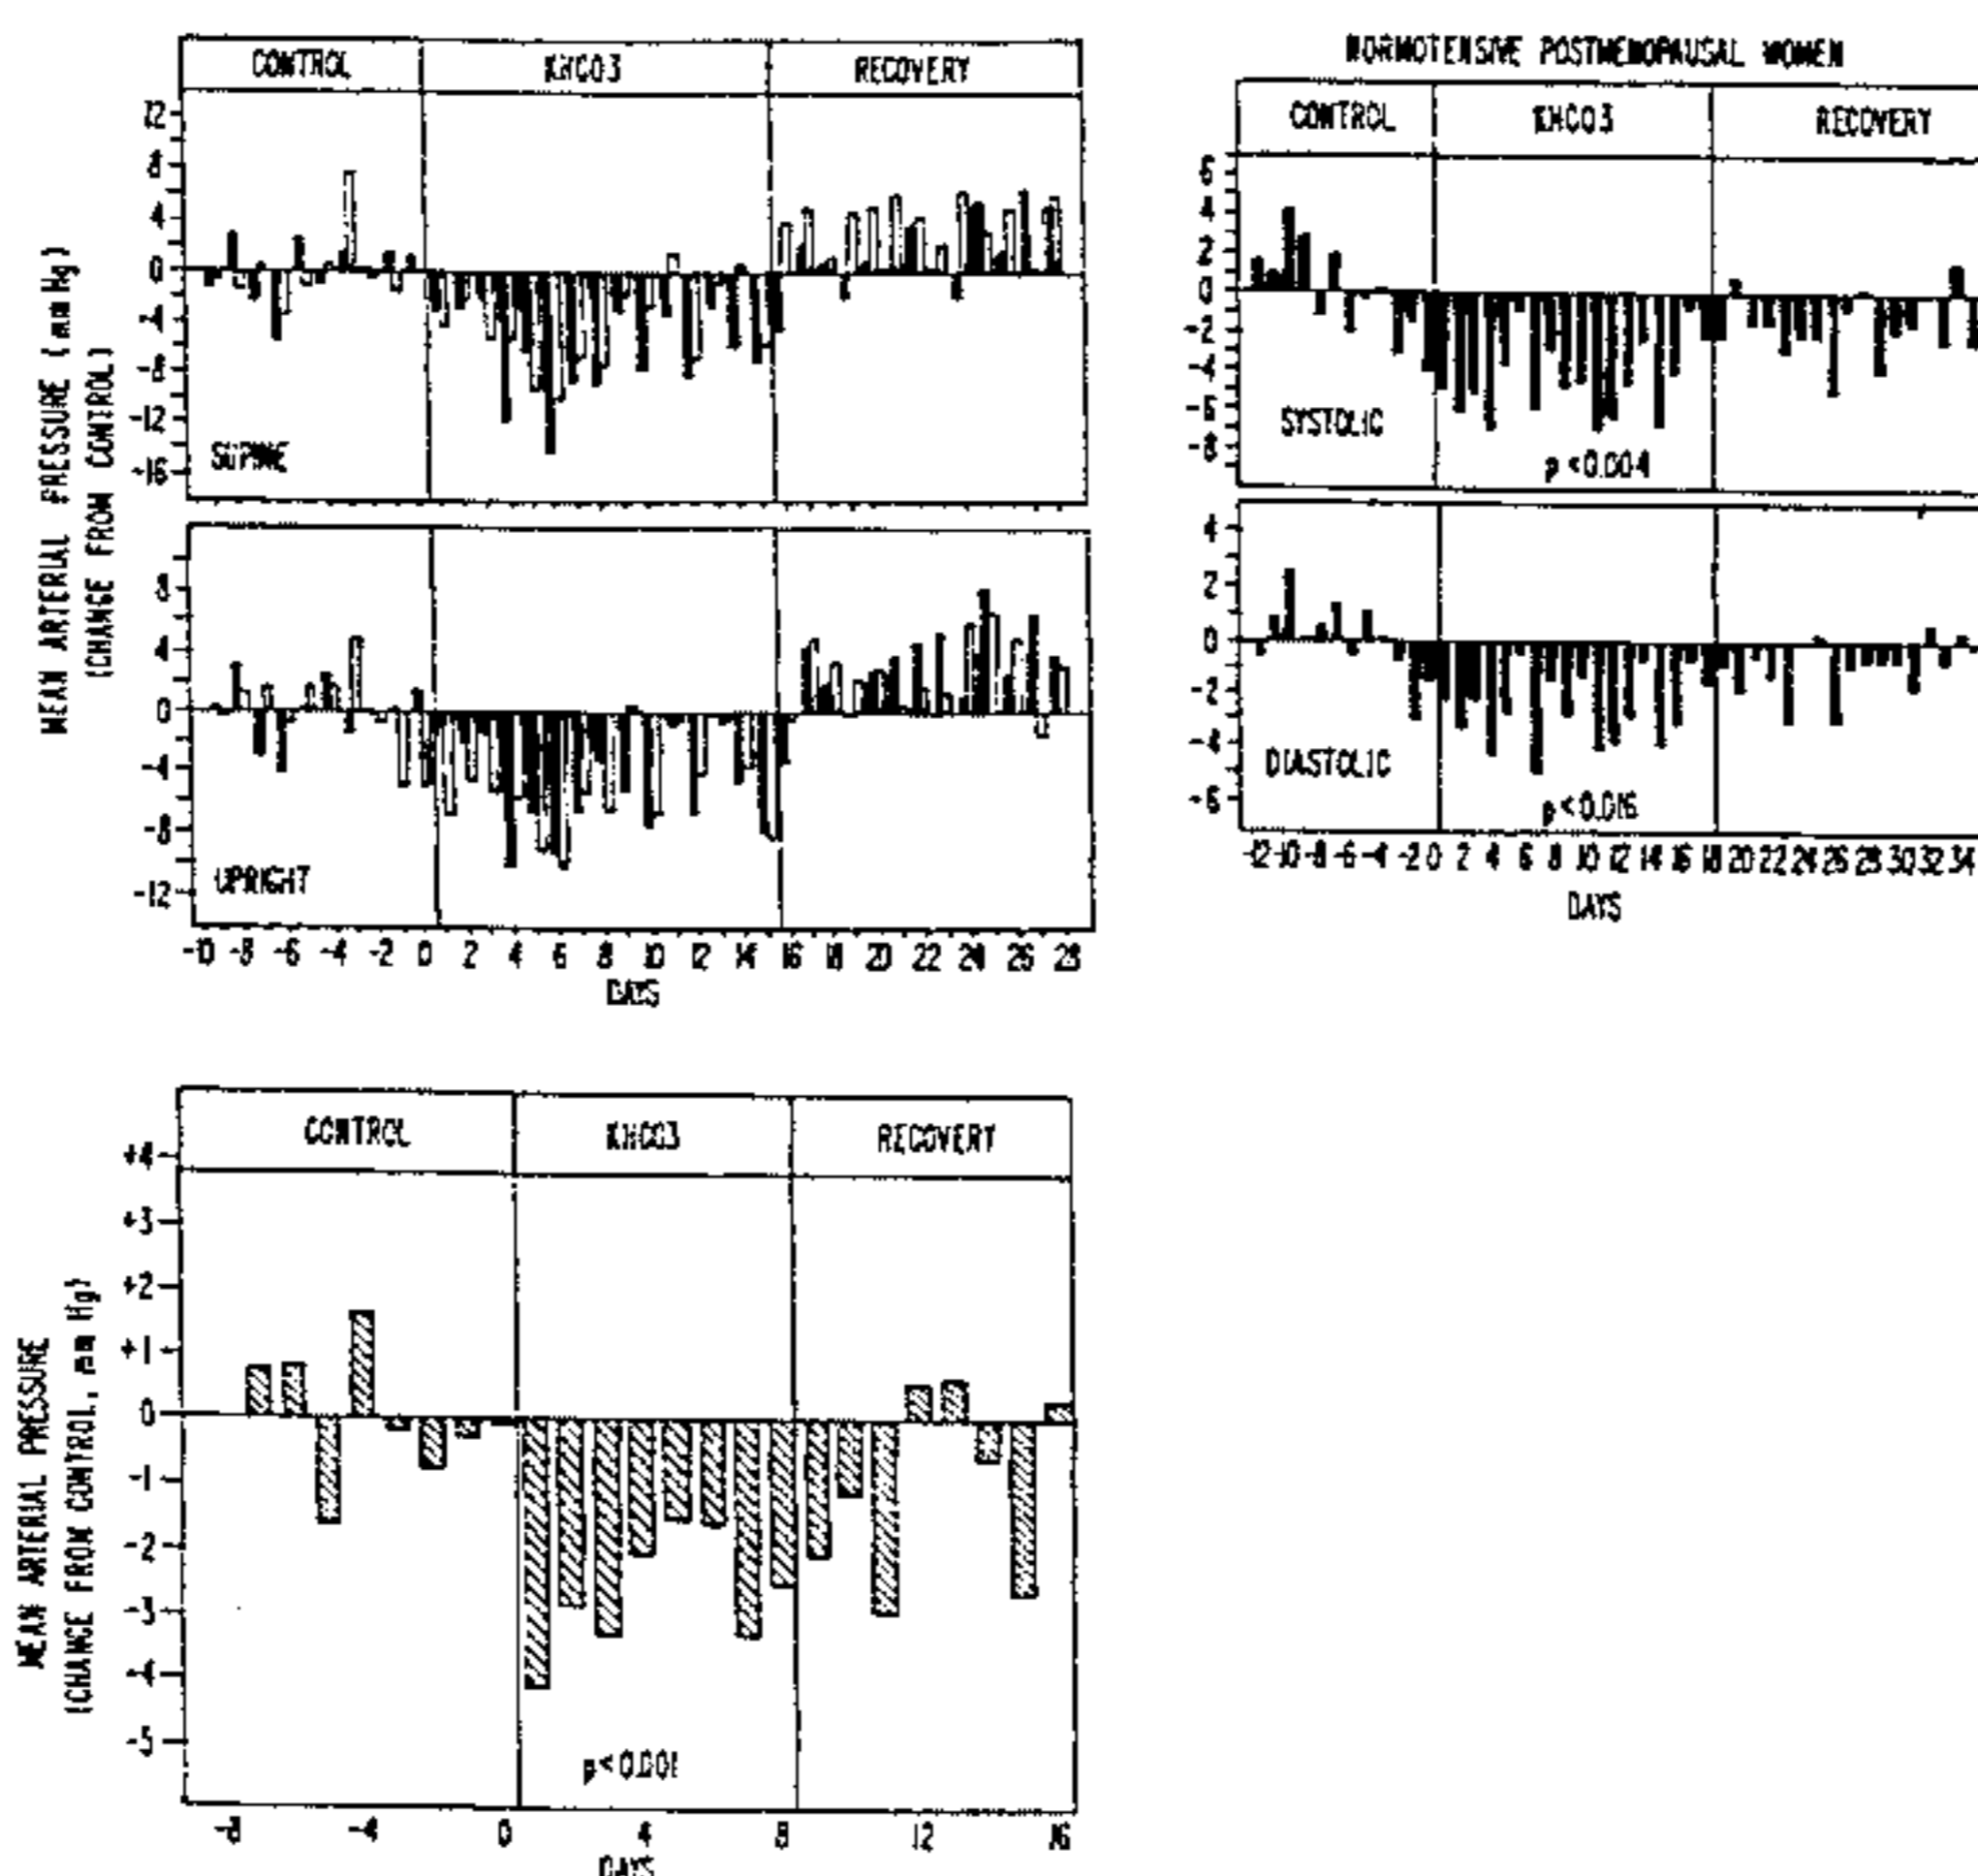 CONTROL KHCO3 RECOVERY
12
8
4
0
-4
-8
-12
-16
SUPINE
MEAN ARTERIAL PRESSURE (mm Hg)
(CHANGE FROM CONTROL)
8
4
0
-4
-8
-12
UPRIGHT
-10 -8 -6 -4 -2 0 2 4 6 8 10 12 14 16 18 20 22 24 26 28
DAYS
NORMOTENSIVE POSTMENOPAUSAL WOMEN
CONTROL KHCO3 RECOVERY
6
4
2
0
-2
-4
-6
-8
SYSTOLIC
p<0.004
4
2
0
-2
-4
-6
DIASTOLIC
p<0.016
-12 -10 -8 -6 -4 -2 0 2 4 6 8 10 12 14 16 18 20 22 24 26 28 30 32 34
DAYS
CONTROL KHCO3 RECOVERY
+4
+3
+2
+1
0
-1
-2
-3
-4
-5
MEAN ARTERIAL PRESSURE
(CHANGE FROM CONTROL, mm Hg)
p<0.001
-8 -4 0 4 8 12 16
DAYS